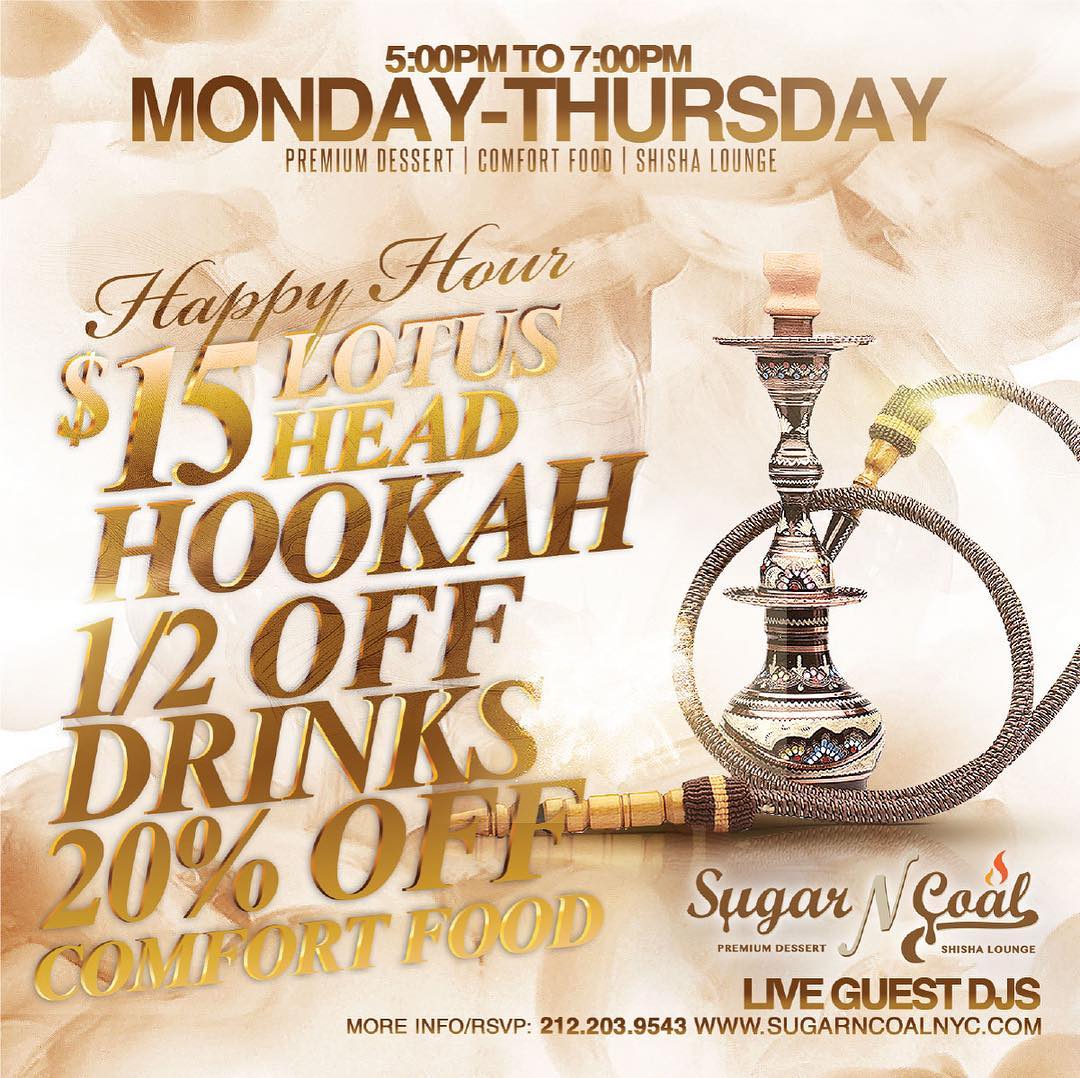 5:00PM TO 7:00PM
MONDAY-THURSDAY
PREMIUM DESSERT | COMFORT FOOD | SHISHA LOUNGE
Happy Hour
$15 LOTUS
HEAD
HOOKAH
1/2 OFF
DRINKS
20% OFF
COMFORT FOOD
Sugar N Coal
PREMIUM DESSERT SHISHA LOUNGE
LIVE GUEST DJS
MORE INFO/RSVP: 212.203.9543 WWW.SUGARNCOALNYC.COM